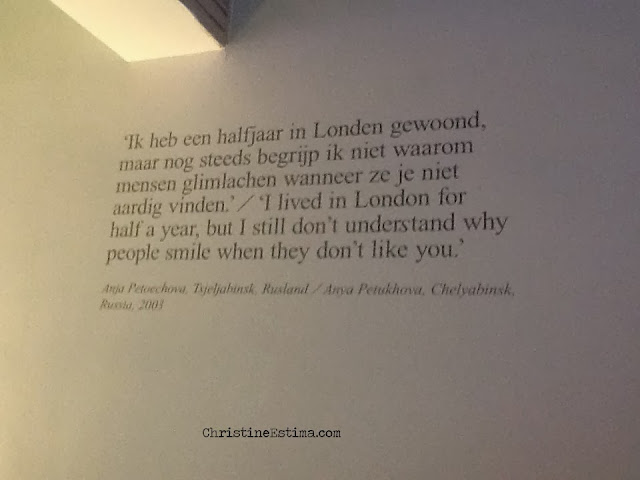 ‘Ik heb een halfjaar in Londen gewoond,
maar nog steeds begrijp ik niet waarom
mensen glimlachen wanneer ze je niet
aardig vinden.’ / ‘I lived in London for
half a year, but I still don’t understand why
people smile when they don’t like you.’
Anja Petoechova, Tsjeljabinsk, Rusland / Anya Petukhova, Chelyabinsk,
Russia, 2003
ChristineEstima.com